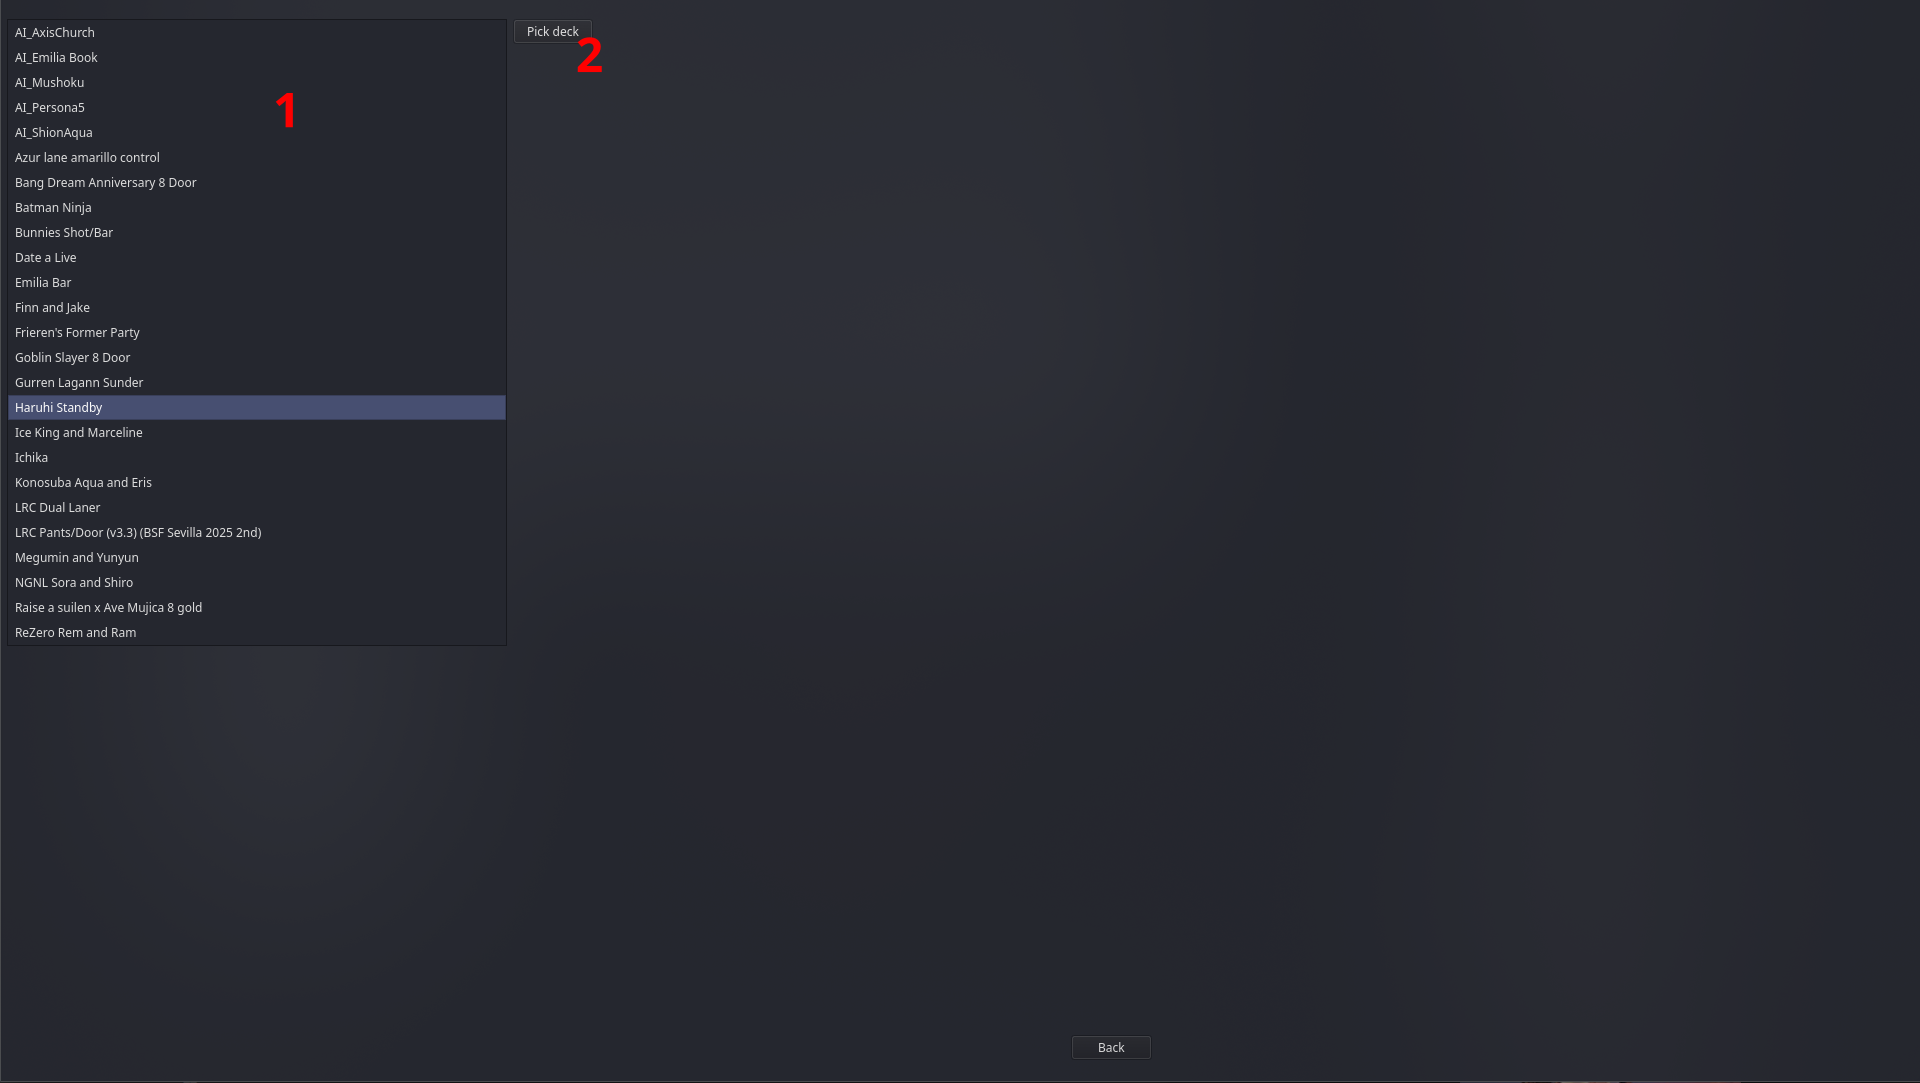 AI_AxisChurch
AI_Emilia Book
AI_Mushoku
AI_Persona5
AI_ShionAqua
Azur lane amarillo control
Bang Dream Anniversary 8 Door
Batman Ninja
Bunnies Shot/Bar
Date a Live
Emilia Bar
Finn and Jake
Frieren's Former Party
Goblin Slayer 8 Door
Gurren Lagann Sunder
Haruhi Standby
Ice King and Marceline
Ichika
Konosuba Aqua and Eris
LRC Dual Laner
LRC Pants/Door (v3.3) (BSF Sevilla 2025 2nd)
Megumin and Yunyun
NGNL Sora and Shiro
Raise a suilen x Ave Mujica 8 gold
ReZero Rem and Ram
1
Pick deck
2
Back